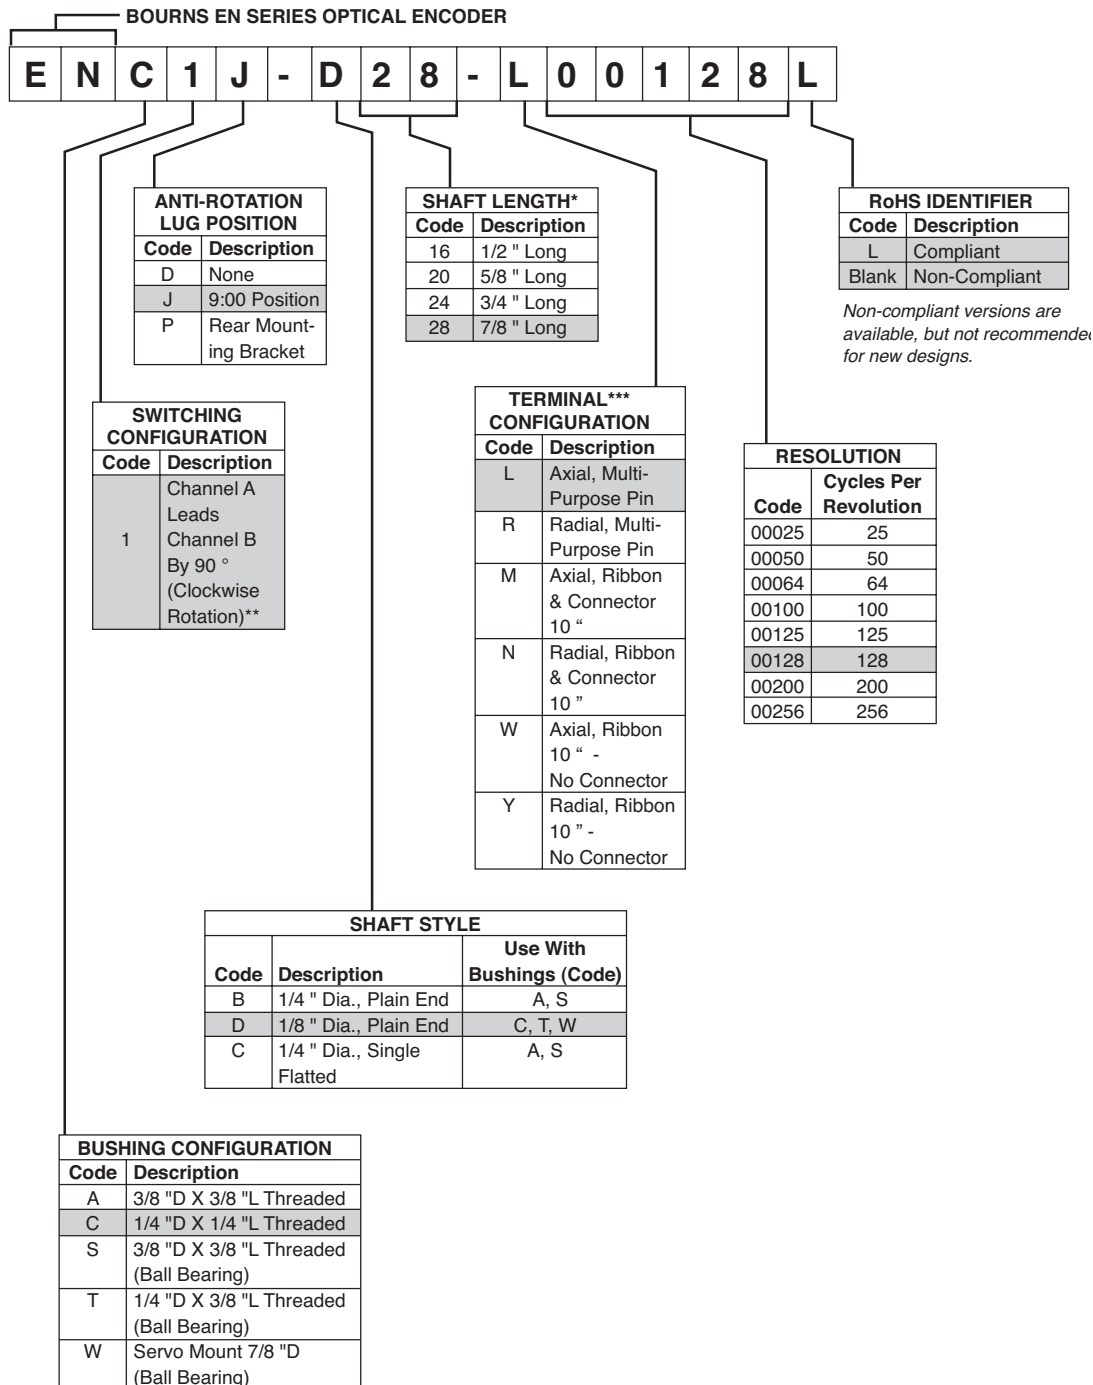 BOURNS EN SERIES OPTICAL ENCODER
E N C 1 J - D 2 8 - L 0 0 1 2 8 L
ANTI-ROTATION
LUG POSITION
Code Description
D None
J 9:00 Position
P Rear Mount-
ing Bracket
SHAFT LENGTH*
Code Description
16 1/2 " Long
20 5/8 " Long
24 3/4 " Long
28 7/8 " Long
RoHS IDENTIFIER
Code Description
L Compliant
Blank Non-Compliant
Non-compliant versions are
available, but not recommended
for new designs.
SWITCHING
CONFIGURATION
Code Description
Channel A
Leads
1 Channel B
By 90 °
(Clockwise
Rotation)**
TERMINAL***
CONFIGURATION
Code Description
L Axial, Multi-
Purpose Pin
R Radial, Multi-
Purpose Pin
M Axial, Ribbon
& Connector
10 “
N Radial, Ribbon
& Connector
10 ”
W Axial, Ribbon
10 “ -
No Connector
Y Radial, Ribbon
10 ” -
No Connector
RESOLUTION
Cycles Per
Code Revolution
00025 25
00050 50
00064 64
00100 100
00125 125
00128 128
00200 200
00256 256
SHAFT STYLE
Use With
Code Description Bushings (Code)
B 1/4 " Dia., Plain End A, S
D 1/8 " Dia., Plain End C, T, W
C 1/4 " Dia., Single A, S
Flatted
BUSHING CONFIGURATION
Code Description
A 3/8 "D X 3/8 "L Threaded
C 1/4 "D X 1/4 "L Threaded
S 3/8 "D X 3/8 "L Threaded
(Ball Bearing)
T 1/4 "D X 3/8 "L Threaded
(Ball Bearing)
W Servo Mount 7/8 "D
(Ball Bearing)